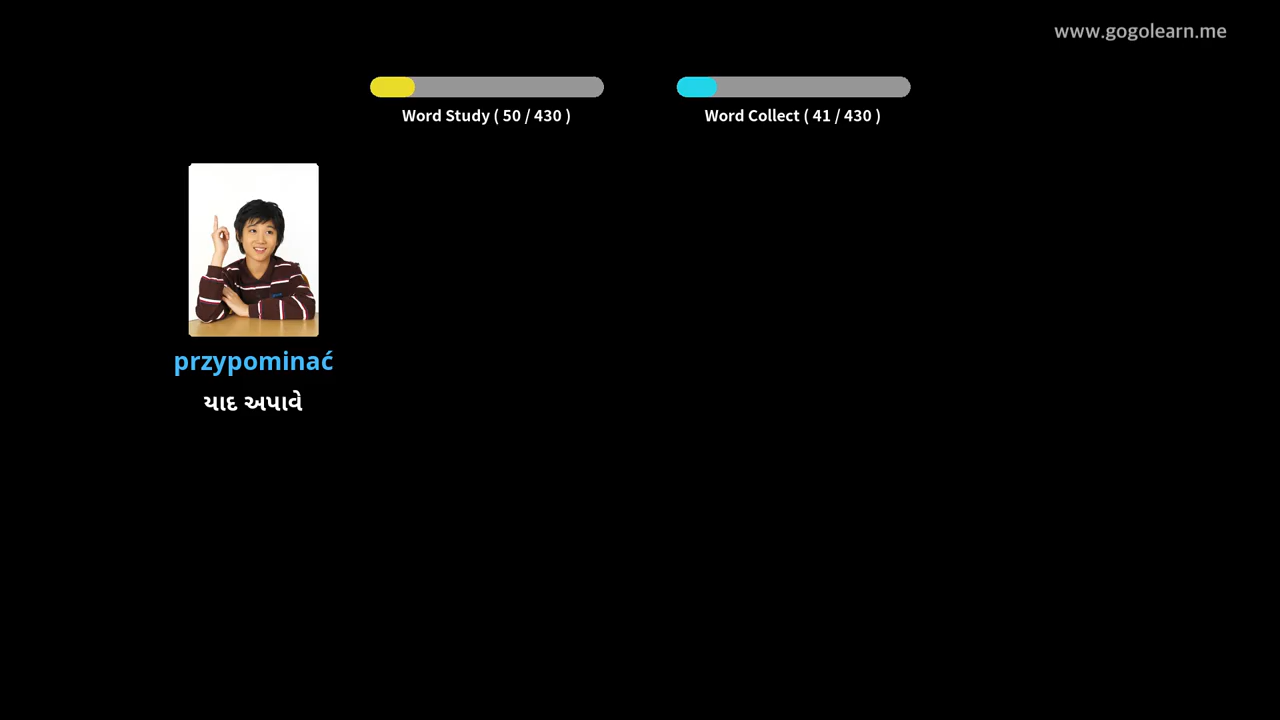 www.gogolearn.me
Word Study ( 50 / 430 )
Word Collect ( 41 / 430 )
przypominać
યાદ અપાવે